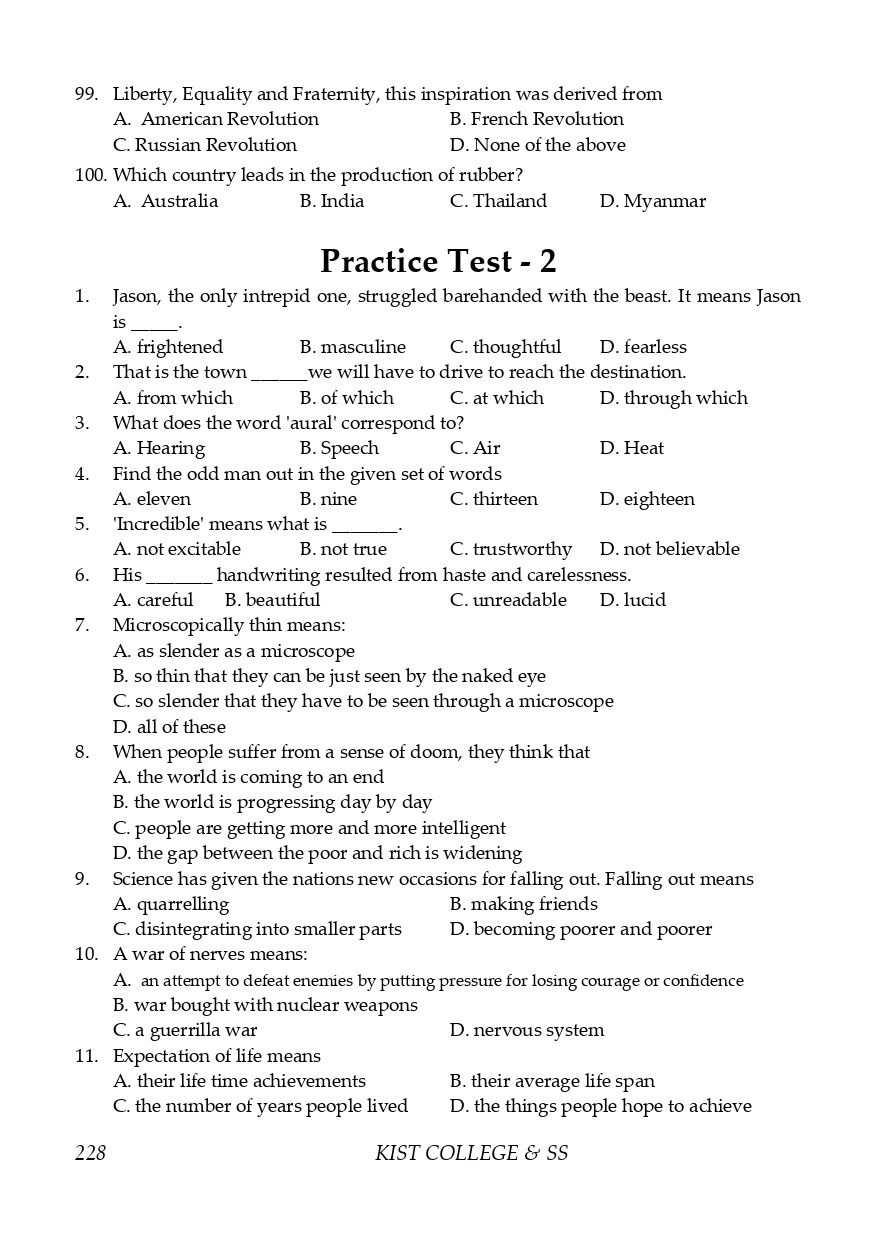 99. Liberty, Equality and Fraternity, this inspiration was derived from
A. American Revolution B. French Revolution
C. Russian Revolution D. None of the above
100. Which country leads in the production of rubber?
A. Australia B. India C. Thailand D. Myanmar
Practice Test - 2
1. Jason, the only intrepid one, struggled barehanded with the beast. It means Jason
is _____.
A. frightened B. masculine C. thoughtful D. fearless
2. That is the town ______we will have to drive to reach the destination.
A. from which B. of which C. at which D. through which
3. What does the word 'aural' correspond to?
A. Hearing B. Speech C. Air D. Heat
4. Find the odd man out in the given set of words
A. eleven B. nine C. thirteen D. eighteen
5. 'Incredible' means what is _______.
A. not excitable B. not true C. trustworthy D. not believable
6. His _______ handwriting resulted from haste and carelessness.
A. careful B. beautiful C. unreadable D. lucid
7. Microscopically thin means:
A. as slender as a microscope
B. so thin that they can be just seen by the naked eye
C. so slender that they have to be seen through a microscope
D. all of these
8. When people suffer from a sense of doom, they think that
A. the world is coming to an end
B. the world is progressing day by day
C. people are getting more and more intelligent
D. the gap between the poor and rich is widening
9. Science has given the nations new occasions for falling out. Falling out means
A. quarrelling B. making friends
C. disintegrating into smaller parts D. becoming poorer and poorer
10. A war of nerves means:
A. an attempt to defeat enemies by putting pressure for losing courage or confidence
B. war bought with nuclear weapons
C. a guerrilla war D. nervous system
11. Expectation of life means
A. their life time achievements B. their average life span
C. the number of years people lived D. the things people hope to achieve
228 KIST COLLEGE & SS